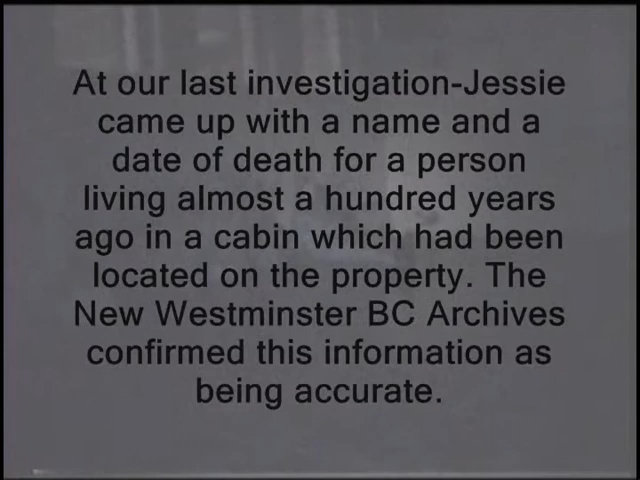 At our last investigation-Jessie
came up with a name and a
date of death for a person
living almost a hundred years
ago in a cabin which had been
located on the property. The
New Westminster BC Archives
confirmed this information as
being accurate.